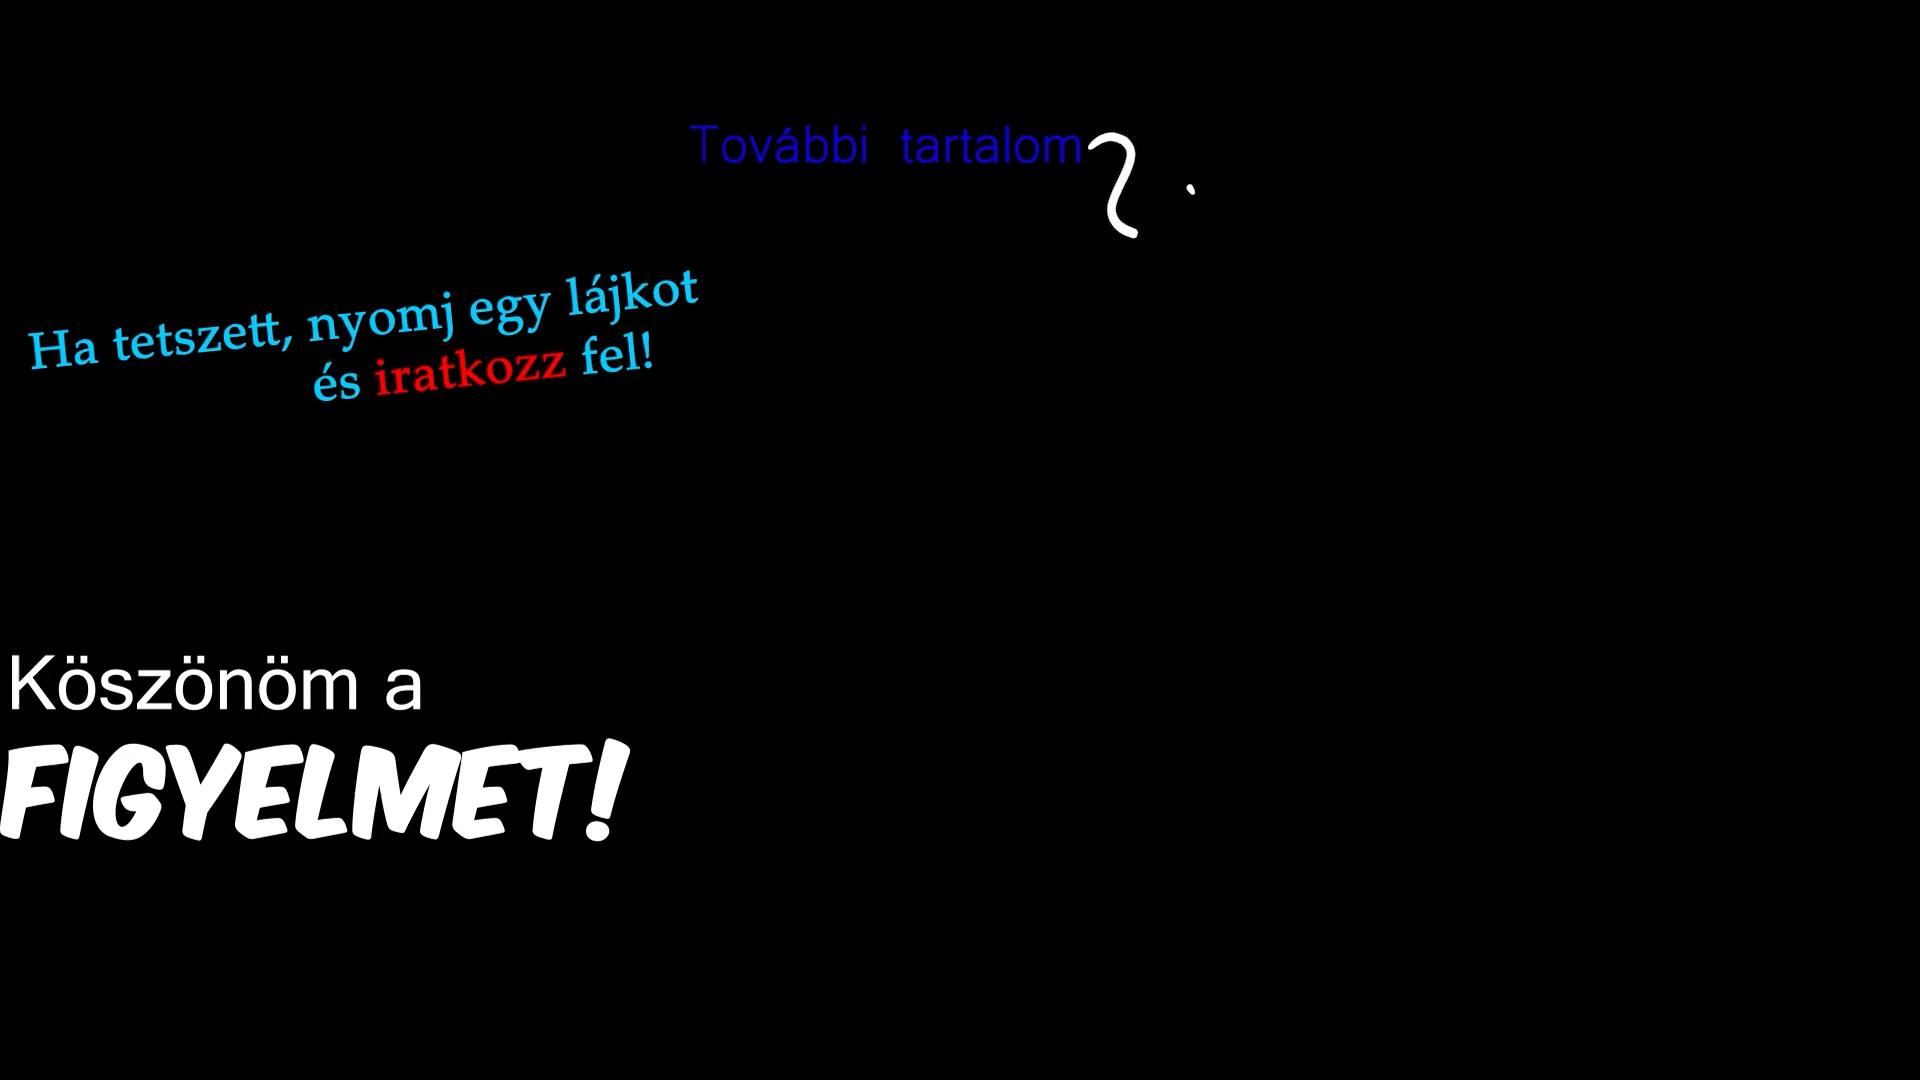 További tartalom
Ha tetszett, nyomj egy lájkot
és iratkozz fel!
Köszönöm a
FIGYELMET!